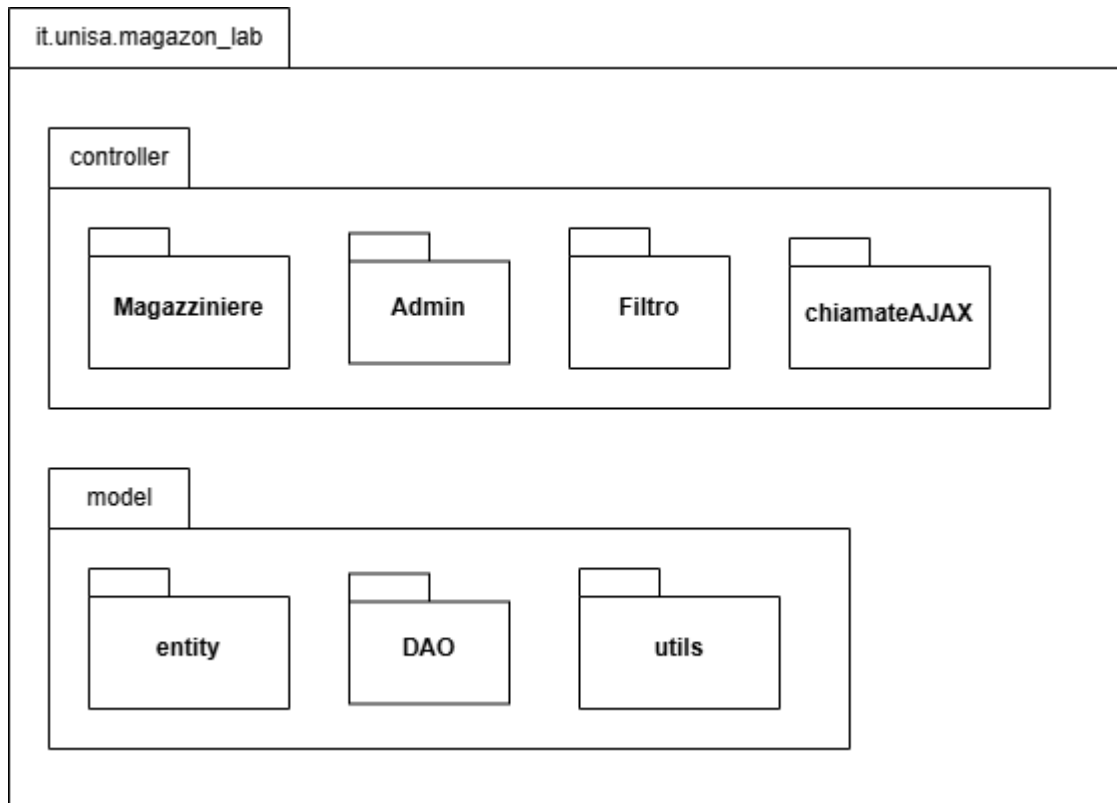 it.unisa.magazon_lab
controller
Magazziniere
Admin
Filtro
chiamateAJAX
model
entity
DAO
utils